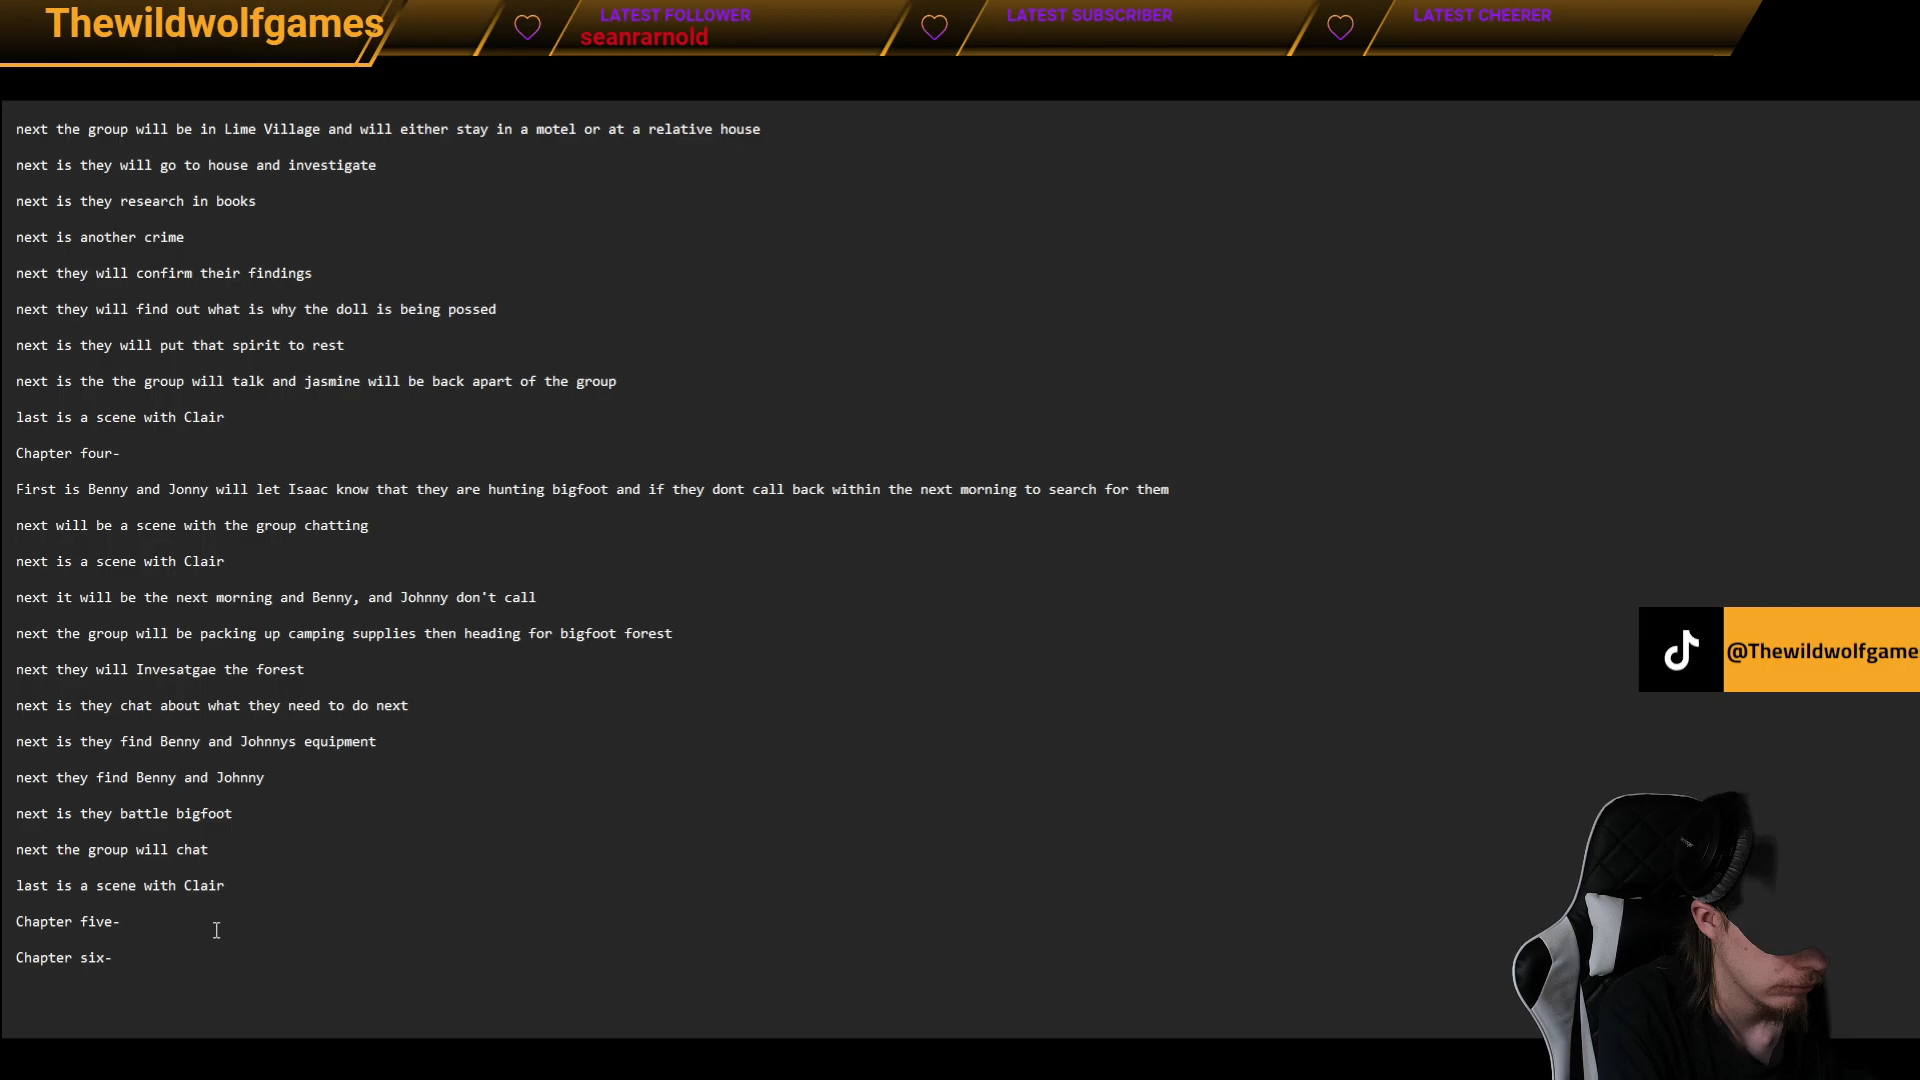 Thewildwolfgames
LATEST FOLLOWER
seanrarnold
LATEST SUBSCRIBER
LATEST CHEERER
next the group will be in Lime Village and will either stay in a motel or at a relative house
next is they will go to house and investigate
next is they research in books
next is another crime
next they will confirm their findings
next they will find out what is why the doll is being possed
next is they will put that spirit to rest
next is the the group will talk and jasmine will be back apart of the group
last is a scene with Clair
Chapter four-
First is Benny and Jonny will let Isaac know that they are hunting bigfoot and if they dont call back within the next morning to search for them
next will be a scene with the group chatting
next is a scene with Clair
next it will be the next morning and Benny, and Johnny don't call
next the group will be packing up camping supplies then heading for bigfoot forest
next they will Invesatgae the forest
next is they chat about what they need to do next
next is they find Benny and Johnnys equipment
next they find Benny and Johnny
next is they battle bigfoot
next the group will chat
last is a scene with Clair
Chapter five-
Chapter six-
@Thewildwolfgame